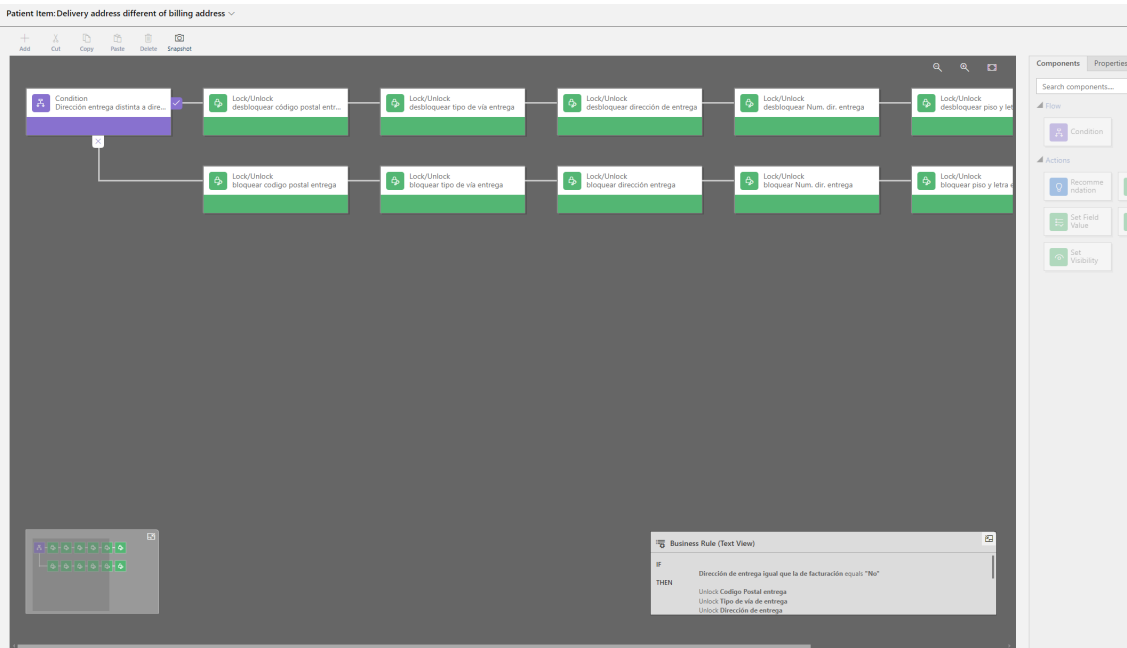 Patient Item: Delivery address different of billing address
Add
Cut
Copy
Paste
Delete
Snapshot
Components
Properties
Search components...
Flow
Condition
Actions
Recomme
ndation
Set Field
Value
Set
Visibility
Condition
Dirección entrega distinta a dire...
Lock/Unlock
desbloquear código postal entr...
Lock/Unlock
desbloquear tipo de vía entrega
Lock/Unlock
desbloquear dirección de entrega
Lock/Unlock
desbloquear Num. dir. entrega
Lock/Unlock
desbloquear piso y let
Lock/Unlock
bloquear codigo postal entrega
Lock/Unlock
bloquear tipo de vía entrega
Lock/Unlock
bloquear dirección entrega
Lock/Unlock
bloquear Num. dir. entrega
Lock/Unlock
bloquear piso y letra e
Business Rule (Text View)
IF
Dirección de entrega igual que la de facturación equals "No"
THEN
Unlock Codigo Postal entrega
Unlock Tipo de vía de entrega
Unlock Dirección de entrega